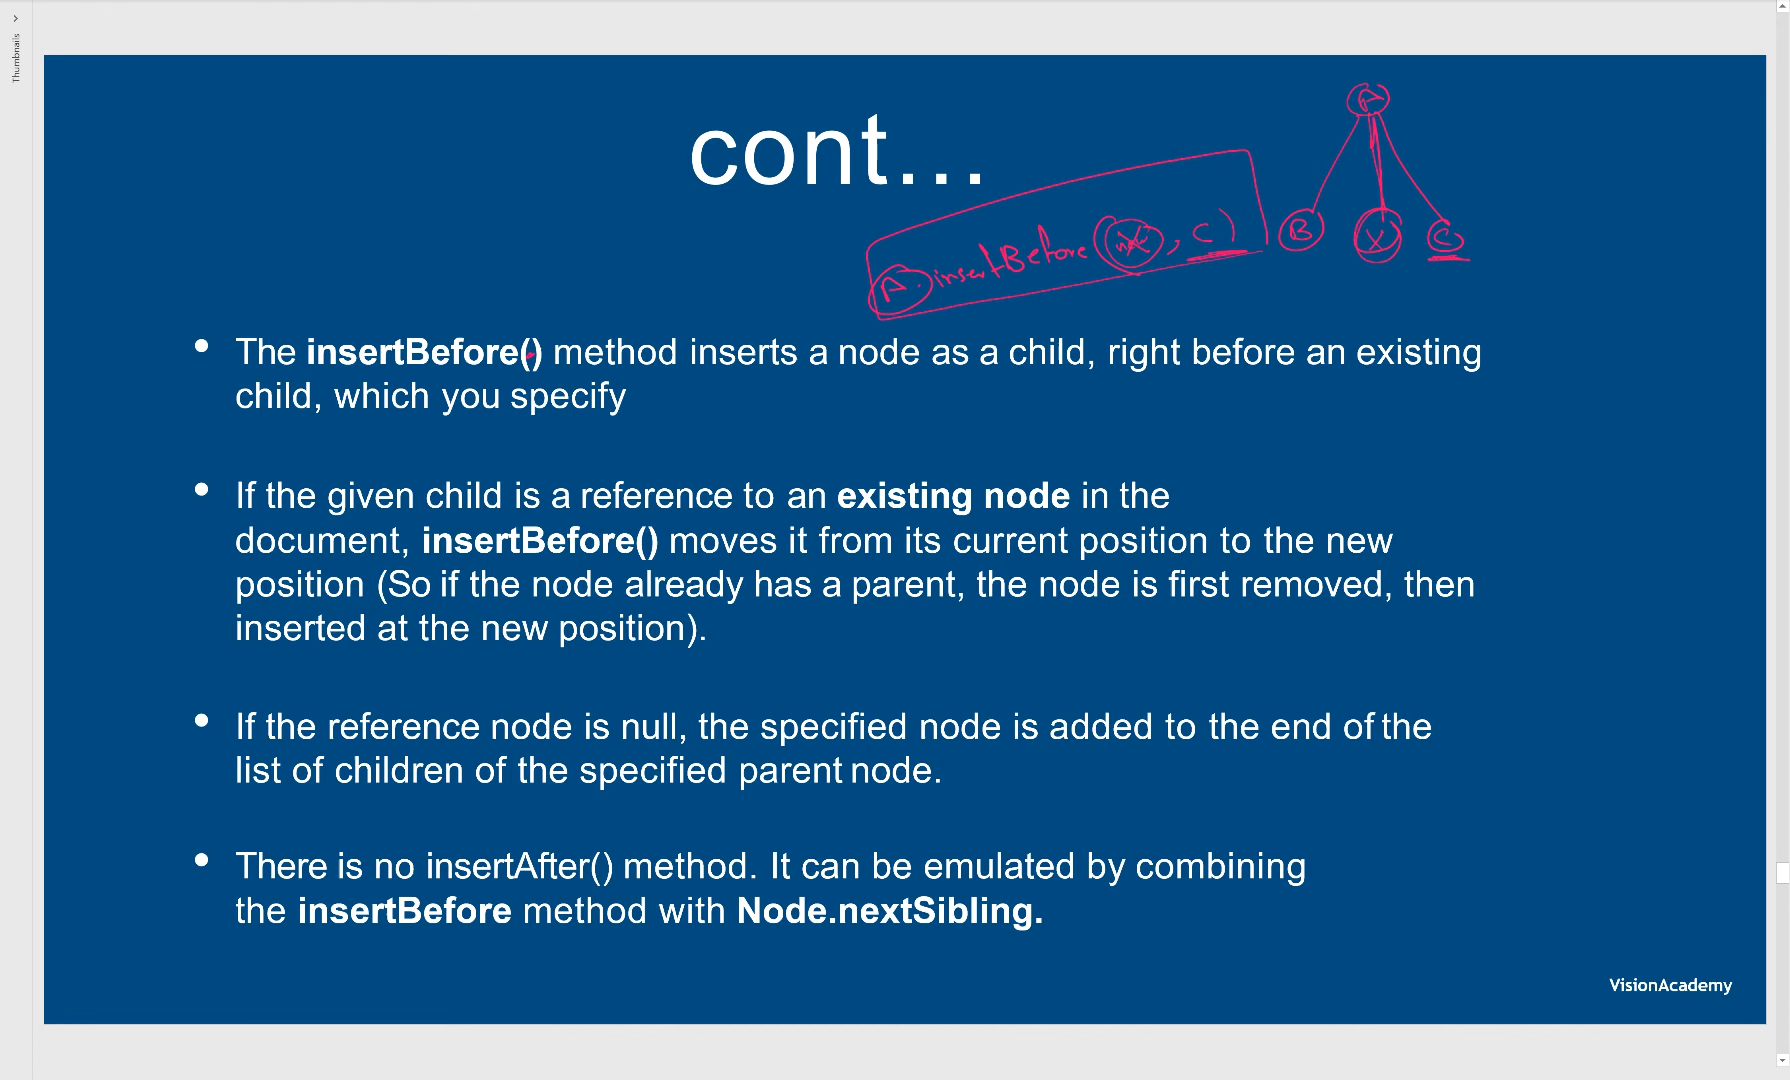 Thumbnails
cont...
A
A.insertBefore(X, C)
B
X
C
• The insertBefore() method inserts a node as a child, right before an existing
child, which you specify
• If the given child is a reference to an existing node in the
document, insertBefore() moves it from its current position to the new
position (So if the node already has a parent, the node is first removed, then
inserted at the new position).
• If the reference node is null, the specified node is added to the end of the
list of children of the specified parent node.
• There is no insertAfter() method. It can be emulated by combining
the insertBefore method with Node.nextSibling.
VisionAcademy